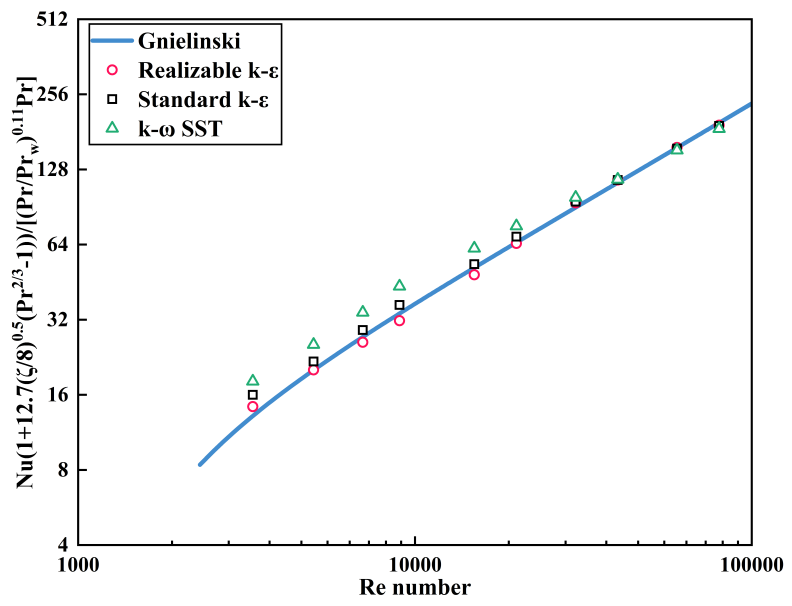 512
256
128
64
32
16
8
4
1000
10000
100000
Re number
Nu(1+12.7(ζ/8)^0.5(Pr^2/3-1))/[(Pr/Pr_w)^0.11Pr]
Gnielinski
Realizable k-ε
Standard k-ε
k-ω SST